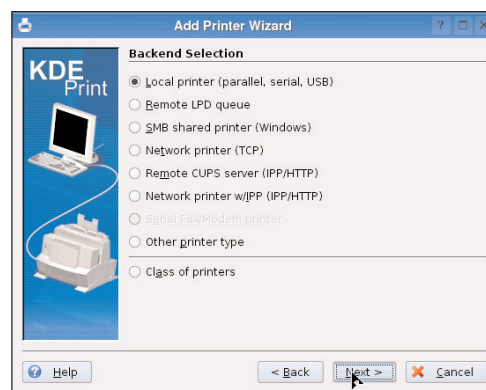 Add Printer Wizard
KDE
Print
Backend Selection
Local printer (parallel, serial, USB)
Remote LPD queue
SMB shared printer (Windows)
Network printer (TCP)
Remote CUPS server (IPP/HTTP)
Network printer w/IPP (IPP/HTTP)
Serial Fax/Modem printer
Other printer type
Class of printers
Help
< Back
Next >
Cancel